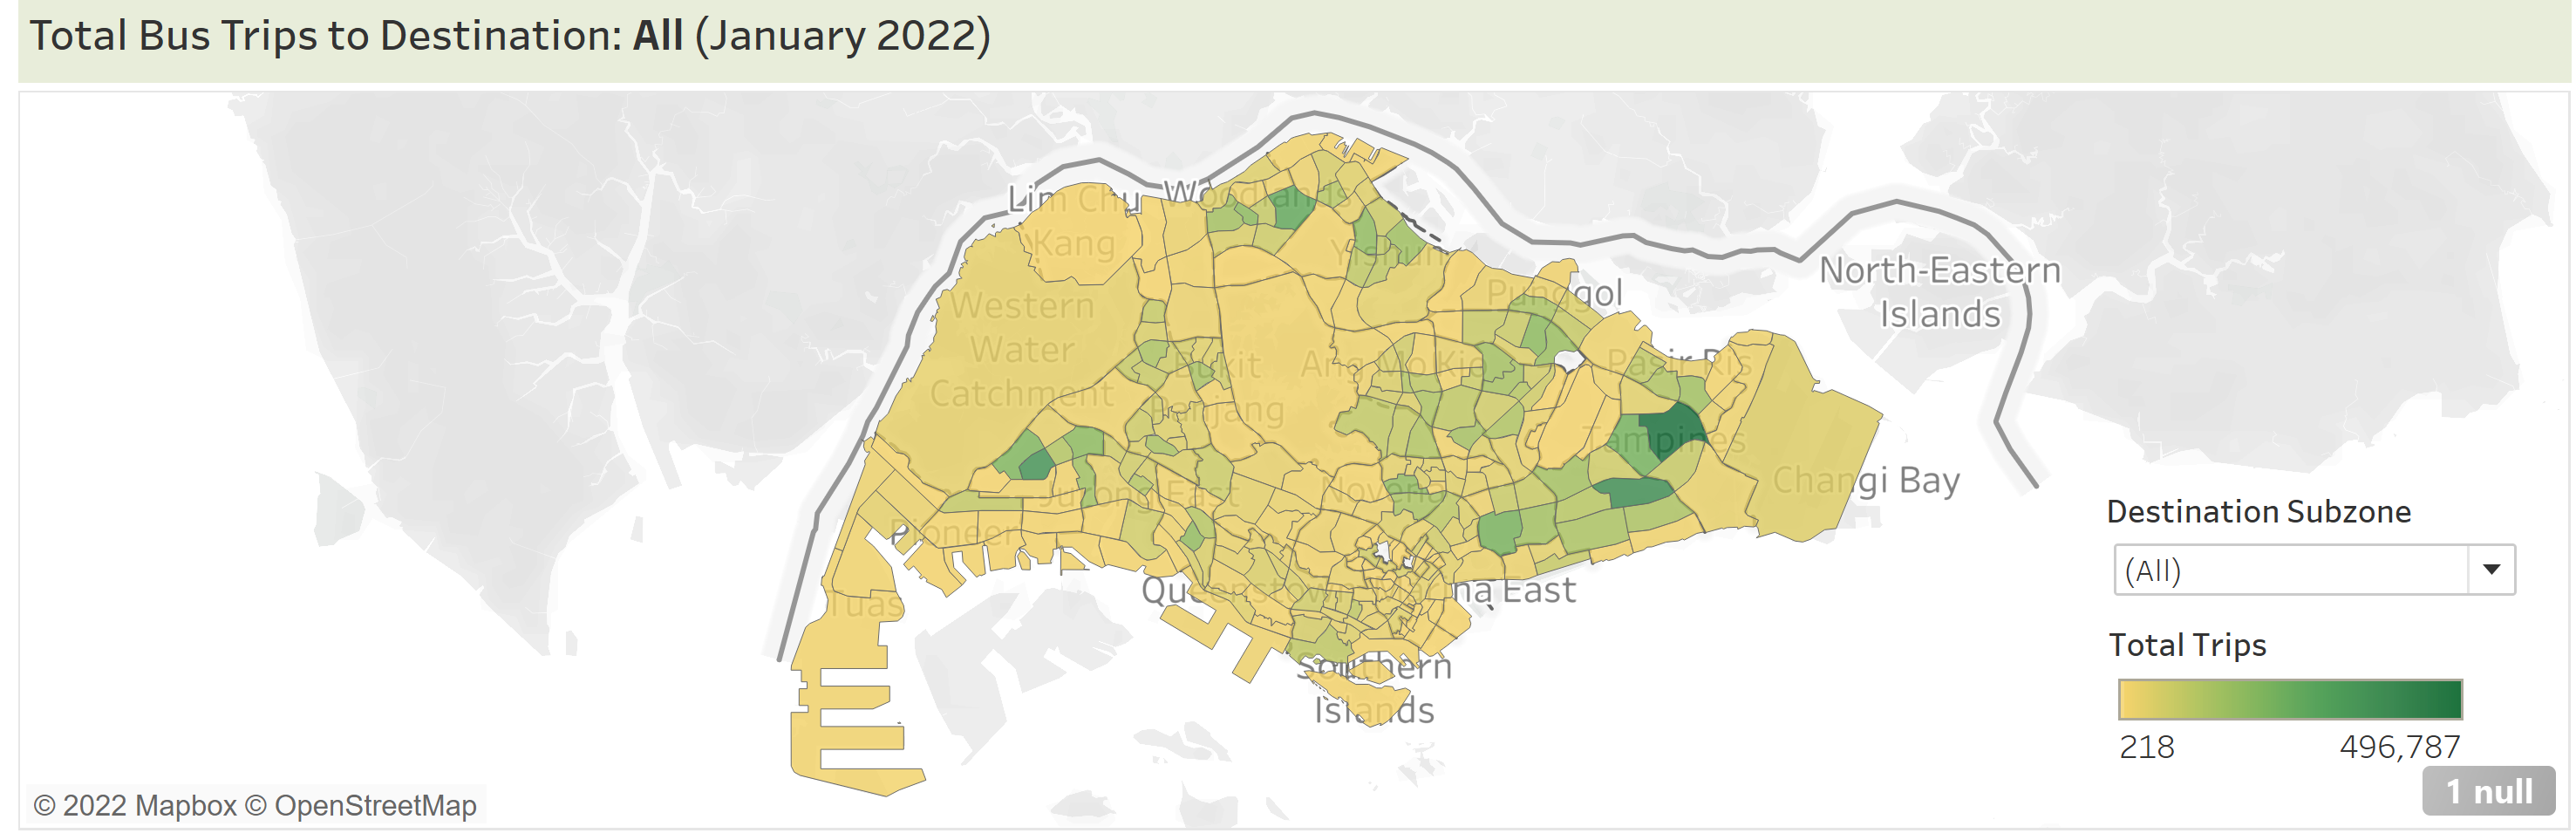 Total Bus Trips to Destination: All (January 2022)
Lim Chu
Kang
Woodlands
Yishun
North-Eastern
Islands
Punggol
Western
Water
Catchment
Bukit
Panjang
Ang Mo Kio
Pasir Ris
Tampines
Changi Bay
Jurong East
Novena
Pioneer
Tuas
Queenstown
Marina East
Southern
Islands
Destination Subzone
(All)
Total Trips
218 496,787
1 null
© 2022 Mapbox © OpenStreetMap